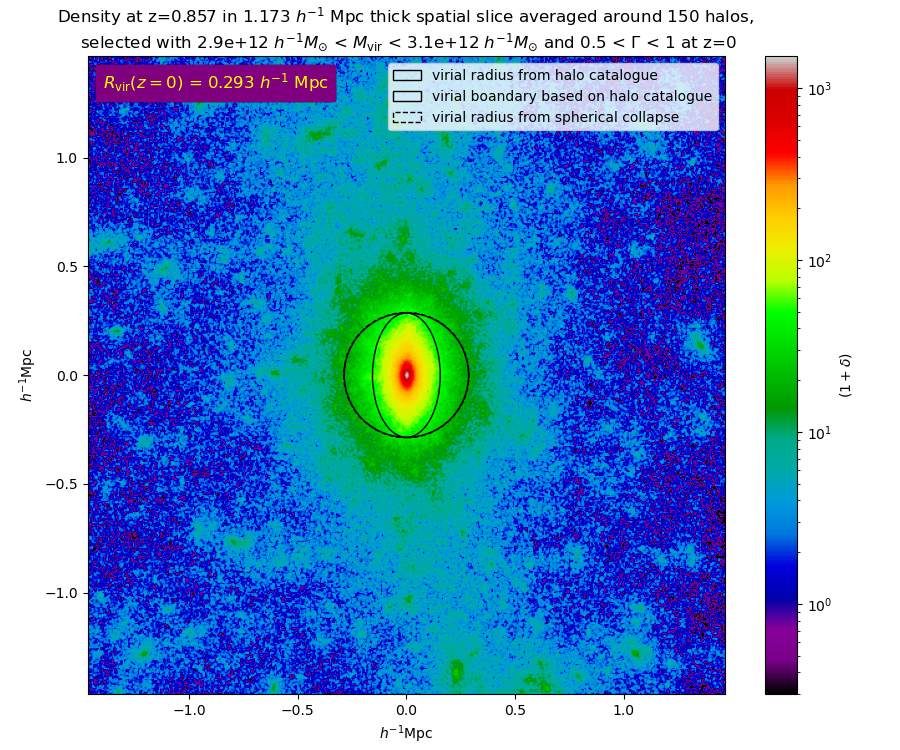 Density at z=0.857 in 1.173 h⁻¹ Mpc thick spatial slice averaged around 150 halos,
selected with 2.9e+12 h⁻¹M⊙ < Mvir < 3.1e+12 h⁻¹M⊙ and 0.5 < Γ < 1 at z=0
Rvir(z = 0) = 0.293 h⁻¹ Mpc
virial radius from halo catalogue
virial boundary based on halo catalogue
virial radius from spherical collapse
1.0
0.5
0.0
−0.5
−1.0
h⁻¹Mpc
−1.0 −0.5 0.0 0.5 1.0
h⁻¹Mpc
10³
10²
10¹
10⁰
(1 + δ)